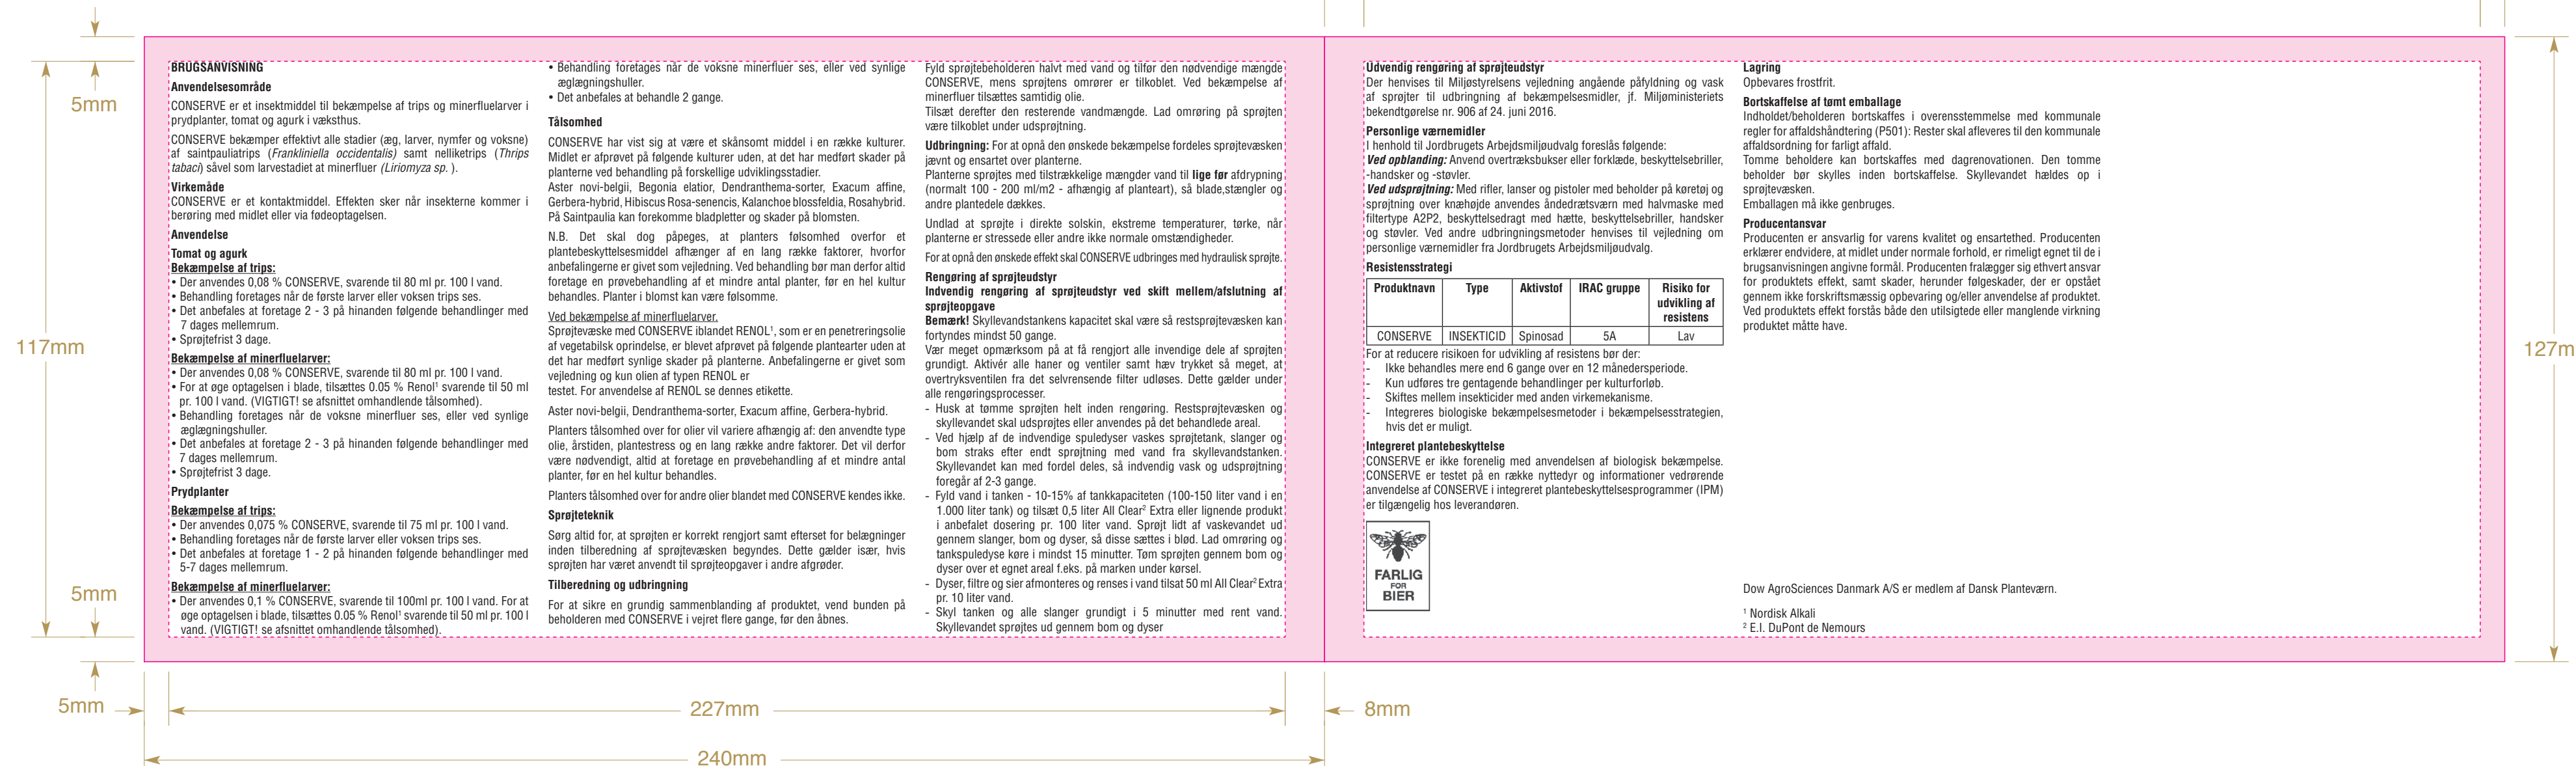 BRUGSANVISNING
Anvendelsesområde
CONSERVE er et insektmiddel til bekæmpelse af trips og minerfluelarver i
prydplanter, tomat og agurk i væksthus.
CONSERVE bekæmper effektivt alle stadier (æg, larver, nymfer og voksne)
af saintpauliatrips (Frankliniella occidentalis) samt nelliketrips (Thrips
tabaci) såvel som larvestadiet at minerfluer (Liriomyza sp. ).
Virkemåde
CONSERVE er et kontaktmiddel. Effekten sker når insekterne kommer i
berøring med midlet eller via fødeoptagelsen.
Anvendelse
Tomat og agurk
Bekæmpelse af trips:
• Der anvendes 0,08 % CONSERVE, svarende til 80 ml pr. 100 l vand.
• Behandling foretages når de første larver eller voksen trips ses.
• Det anbefales at foretage 2 - 3 på hinanden følgende behandlinger med
7 dages mellemrum.
• Sprøjtefrist 3 dage.
Bekæmpelse af minerfluelarver:
• Der anvendes 0,08 % CONSERVE, svarende til 80 ml pr. 100 l vand.
• For at øge optagelsen i blade, tilsættes 0.05 % Renol¹ svarende til 50 ml
pr. 100 l vand. (VIGTIGT! se afsnittet omhandlende tålsomhed).
• Behandling foretages når de voksne minerfluer ses, eller ved synlige
æglægningshuller.
• Det anbefales at foretage 2 - 3 på hinanden følgende behandlinger med
7 dages mellemrum.
• Sprøjtefrist 3 dage.
Prydplanter
Bekæmpelse af trips:
• Der anvendes 0,075 % CONSERVE, svarende til 75 ml pr. 100 l vand.
• Behandling foretages når de første larver eller voksen trips ses.
• Det anbefales at foretage 1 - 2 på hinanden følgende behandlinger med
5-7 dages mellemrum.
Bekæmpelse af minerfluelarver:
• Der anvendes 0,1 % CONSERVE, svarende til 100ml pr. 100 l vand. For at
øge optagelsen i blade, tilsættes 0.05 % Renol¹ svarende til 50 ml pr. 100 l
vand. (VIGTIGT! se afsnittet omhandlende tålsomhed).
• Behandling foretages når de voksne minerfluer ses, eller ved synlige
æglægningshuller.
• Det anbefales at behandle 2 gange.
Tålsomhed
CONSERVE har vist sig at være et skånsomt middel i en række kulturer.
Midlet er afprøvet på følgende kulturer uden, at det har medført skader på
planterne ved behandling på forskellige udviklingsstadier.
Aster novi-belgii, Begonia elatior, Dendranthema-sorter, Exacum affine,
Gerbera-hybrid, Hibiscus Rosa-senencis, Kalanchoe blossfeldia, Rosahybrid.
På Saintpaulia kan forekomme bladpletter og skader på blomsten.
N.B. Det skal dog påpeges, at planters følsomhed overfor et
plantebeskyttelsesmiddel afhænger af en lang række faktorer, hvorfor
anbefalingerne er givet som vejledning. Ved behandling bør man derfor altid
foretage en prøvebehandling af et mindre antal planter, før en hel kultur
behandles. Planter i blomst kan være følsomme.
Ved bekæmpelse af minerfluelarver.
Sprøjtevæske med CONSERVE iblandet RENOL¹, som er en penetreringsolie
af vegetabilsk oprindelse, er blevet afprøvet på følgende plantearter uden at
det har medført synlige skader på planterne. Anbefalingerne er givet som
vejledning og kun olien af typen RENOL er
testet. For anvendelse af RENOL se dennes etikette.
Aster novi-belgii, Dendranthema-sorter, Exacum affine, Gerbera-hybrid.
Planters tålsomhed over for olier vil variere afhængig af: den anvendte type
olie, årstiden, plantestress og en lang række andre faktorer. Det vil derfor
være nødvendigt, altid at foretage en prøvebehandling af et mindre antal
planter, før en hel kultur behandles.
Planters tålsomhed over for andre olier blandet med CONSERVE kendes ikke.
Sprøjteteknik
Sørg altid for, at sprøjten er korrekt rengjort samt efterset for belægninger
inden tilberedning af sprøjtevæsken begyndes. Dette gælder især, hvis
sprøjten har været anvendt til sprøjteopgaver i andre afgrøder.
Tilberedning og udbringning
For at sikre en grundig sammenblanding af produktet, vend bunden på
beholderen med CONSERVE i vejret flere gange, før den åbnes.
Fyld sprøjtebeholderen halvt med vand og tilfør den nødvendige mængde
CONSERVE, mens sprøjtens omrører er tilkoblet. Ved bekæmpelse af
minerfluer tilsættes samtidig olie.
Tilsæt derefter den resterende vandmængde. Lad omrøring på sprøjten
være tilkoblet under udsprøjtning.
Udbringning: For at opnå den ønskede bekæmpelse fordeles sprøjtevæsken
jævnt og ensartet over planterne.
Planterne sprøjtes med tilstrækkelige mængder vand til lige før afdrypning
(normalt 100 - 200 ml/m2 - afhængig af planteart), så blade,stængler og
andre plantedele dækkes.
Undlad at sprøjte i direkte solskin, ekstreme temperaturer, tørke, når
planterne er stressede eller andre ikke normale omstændigheder.
For at opnå den ønskede effekt skal CONSERVE udbringes med hydraulisk sprøjte.
Rengøring af sprøjteudstyr
Indvendig rengøring af sprøjteudstyr ved skift mellem/afslutning af
sprøjteopgave
Bemærk! Skyllevandstankens kapacitet skal være så restsprøjtevæsken kan
fortyndes mindst 50 gange.
Vær meget opmærksom på at få rengjort alle invendige dele af sprøjten
grundigt. Aktivér alle haner og ventiler samt hæv trykket så meget, at
overtryksventilen fra det selvrensende filter udløses. Dette gælder under
alle rengøringsprocesser.
- Husk at tømme sprøjten helt inden rengøring. Restsprøjtevæsken og
skyllevandet skal udsprøjtes eller anvendes på det behandlede areal.
- Ved hjælp af de indvendige spuledyser vaskes sprøjtetank, slanger og
bom straks efter endt sprøjtning med vand fra skyllevandstanken.
Skyllevandet kan med fordel deles, så indvendig vask og udsprøjtning
foregår af 2-3 gange.
- Fyld vand i tanken - 10-15% af tankkapaciteten (100-150 liter vand i en
1.000 liter tank) og tilsæt 0,5 liter All Clear² Extra eller lignende produkt
i anbefalet dosering pr. 100 liter vand. Sprøjt lidt af vaskevandet ud
gennem slanger, bom og dyser, så disse sættes i blød. Lad omrøring og
tankspuledyse køre i mindst 15 minutter. Tøm sprøjten gennem bom og
dyser over et egnet areal f.eks. på marken under kørsel.
- Dyser, filtre og sier afmonteres og renses i vand tilsat 50 ml All Clear² Extra
pr. 10 liter vand.
- Skyl tanken og alle slanger grundigt i 5 minutter med rent vand.
Skyllevandet sprøjtes ud gennem bom og dyser
Udvendig rengøring af sprøjteudstyr
Der henvises til Miljøstyrelsens vejledning angående påfyldning og vask
af sprøjter til udbringning af bekæmpelsesmidler, jf. Miljøministeriets
bekendtgørelse nr. 906 af 24. juni 2016.
Personlige værnemidler
I henhold til Jordbrugets Arbejdsmiljøudvalg foreslås følgende:
Ved opblanding: Anvend overtræksbukser eller forklæde, beskyttelsebriller,
-handsker og -støvler.
Ved udsprøjtning: Med rifler, lanser og pistoler med beholder på køretøj og
sprøjtning over knæhøjde anvendes åndedrætsværn med halvmaske med
filtertype A2P2, beskyttelsedragt med hætte, beskyttelsebriller, handsker
og støvler. Ved andre udbringningsmetoder henvises til vejledning om
personlige værnemidler fra Jordbrugets Arbejdsmiljøudvalg.
Resistensstrategi
Produktnavn Type Aktivstof IRAC gruppe Risiko for
udvikling af
resistens
CONSERVE INSEKTICID Spinosad 5A Lav
For at reducere risikoen for udvikling af resistens bør der:
- Ikke behandles mere end 6 gange over en 12 månedersperiode.
- Kun udføres tre gentagende behandlinger per kulturforløb.
- Skiftes mellem insekticider med anden virkemekanisme.
- Integreres biologiske bekæmpelsesmetoder i bekæmpelsesstrategien,
hvis det er muligt.
Integreret plantebeskyttelse
CONSERVE er ikke forenelig med anvendelsen af biologisk bekæmpelse.
CONSERVE er testet på en række nyttedyr og informationer vedrørende
anvendelse af CONSERVE i integreret plantebeskyttelsesprogrammer (IPM)
er tilgængelig hos leverandøren.
FARLIG
FOR
BIER
Lagring
Opbevares frostfrit.
Bortskaffelse af tømt emballage
Indholdet/beholderen bortskaffes i overensstemmelse med kommunale
regler for affaldshåndtering (P501): Rester skal afleveres til den kommunale
affaldsordning for farligt affald.
Tomme beholdere kan bortskaffes med dagrenovationen. Den tomme
beholder bør skylles inden bortskaffelse. Skyllevandet hældes op i
sprøjtevæsken.
Emballagen må ikke genbruges.
Producentansvar
Producenten er ansvarlig for varens kvalitet og ensartethed. Producenten
erklærer endvidere, at midlet under normale forhold, er rimeligt egnet til de i
brugsanvisningen angivne formål. Producenten fralægger sig ethvert ansvar
for produktets effekt, samt skader, herunder følgeskader, der er opstået
gennem ikke forskriftsmæssig opbevaring og/eller anvendelse af produktet.
Ved produktets effekt forstås både den utilsigtede eller manglende virkning
produktet måtte have.
Dow AgroSciences Danmark A/S er medlem af Dansk Planteværn.
¹ Nordisk Alkali
² E.I. DuPont de Nemours
5mm
117mm
5mm
5mm
227mm
240mm
8mm
127m